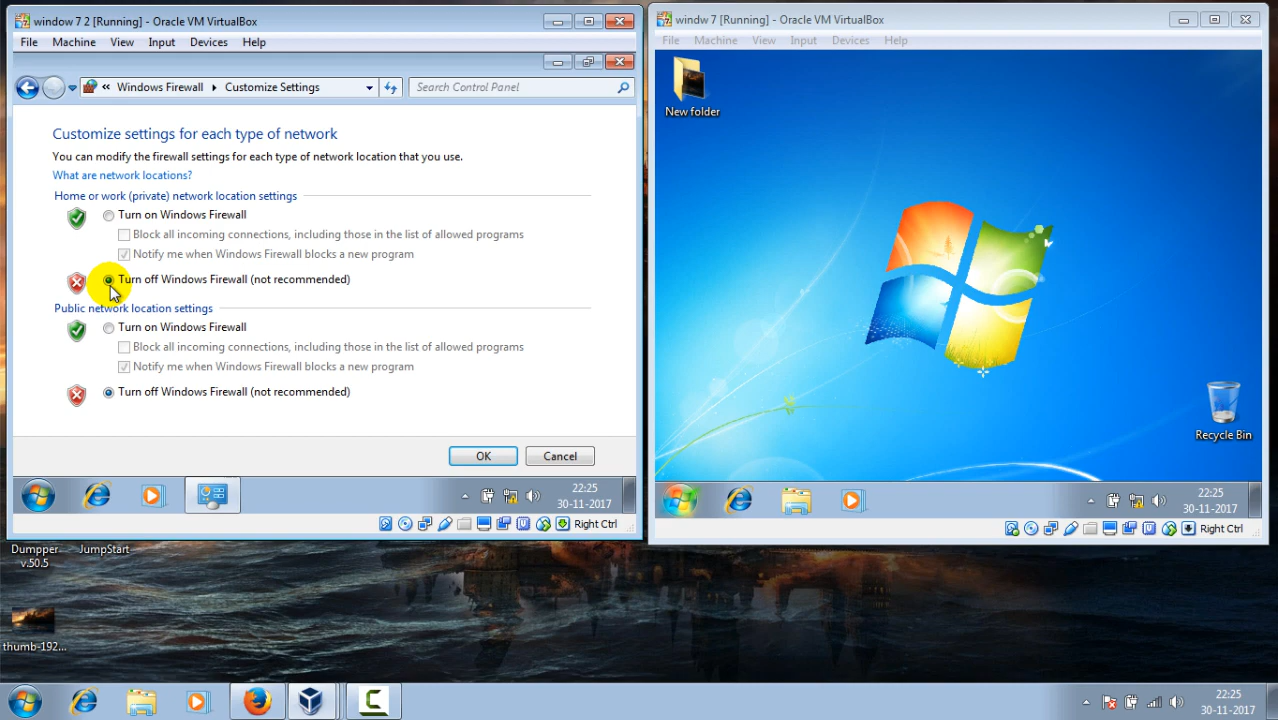 window 7 2 [Running] - Oracle VM VirtualBox
File Machine View Input Devices Help
« Windows Firewall Customize Settings
Search Control Panel
Customize settings for each type of network
You can modify the firewall settings for each type of network location that you use.
What are network locations?
Home or work (private) network location settings
Turn on Windows Firewall
Block all incoming connections, including those in the list of allowed programs
Notify me when Windows Firewall blocks a new program
Turn off Windows Firewall (not recommended)
Public network location settings
Turn on Windows Firewall
Block all incoming connections, including those in the list of allowed programs
Notify me when Windows Firewall blocks a new program
Turn off Windows Firewall (not recommended)
OK Cancel
22:25
30-11-2017
Right Ctrl
windw 7 [Running] - Oracle VM VirtualBox
File Machine View Input Devices Help
New folder
Recycle Bin
22:25
30-11-2017
Right Ctrl
Dumpper
v.50.5
JumpStart
thumb-192...
22:25
30-11-2017